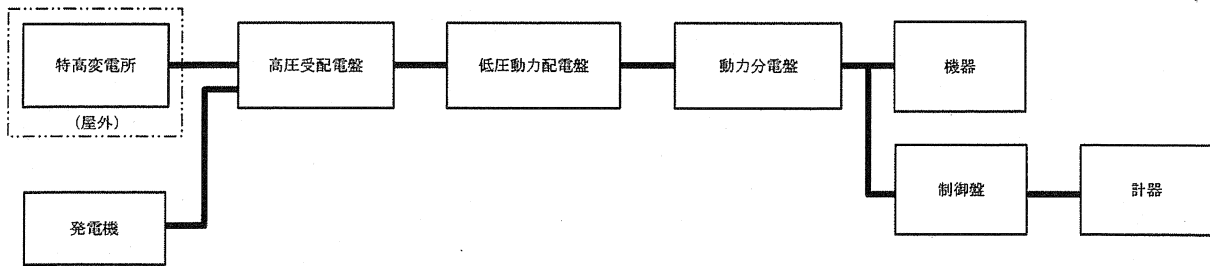 特高変電所
(屋外)
高圧受配電盤
低圧動力配電盤
動力分電盤
機器
発電機
制御盤
計器